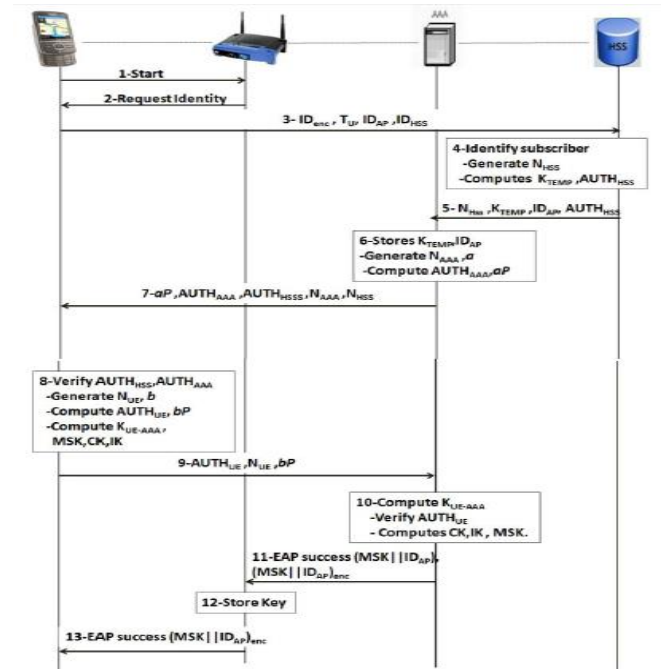 AAA
HSS
1-Start
2-Request Identity
3- IDenc, TU, IDAP ,IDHSS
4-Identify subscriber
-Generate NHSS
-Computes KTEMP ,AUTHHSS
5- NHss ,KTEMP,IDAP, AUTHHSS
6-Stores KTEMP,IDAP
-Generate NAAA ,a
-Compute AUTHAAA,aP
7-aP,AUTHAAA,AUTHHSSS,NAAA,NHSS
8-Verify AUTHHSS,AUTHAAA
-Generate NUE, b
-Compute AUTHUE, bP
-Compute KUE-AAA,
MSK,CK,IK
9-AUTHUE ,NUE ,bP
10-Compute KUE-AAA
-Verify AUTHUE
- Computes CK,IK , MSK.
11-EAP success (MSK||IDAP),
(MSK||IDAP)enc
12-Store Key
13-EAP success (MSK||IDAP)enc